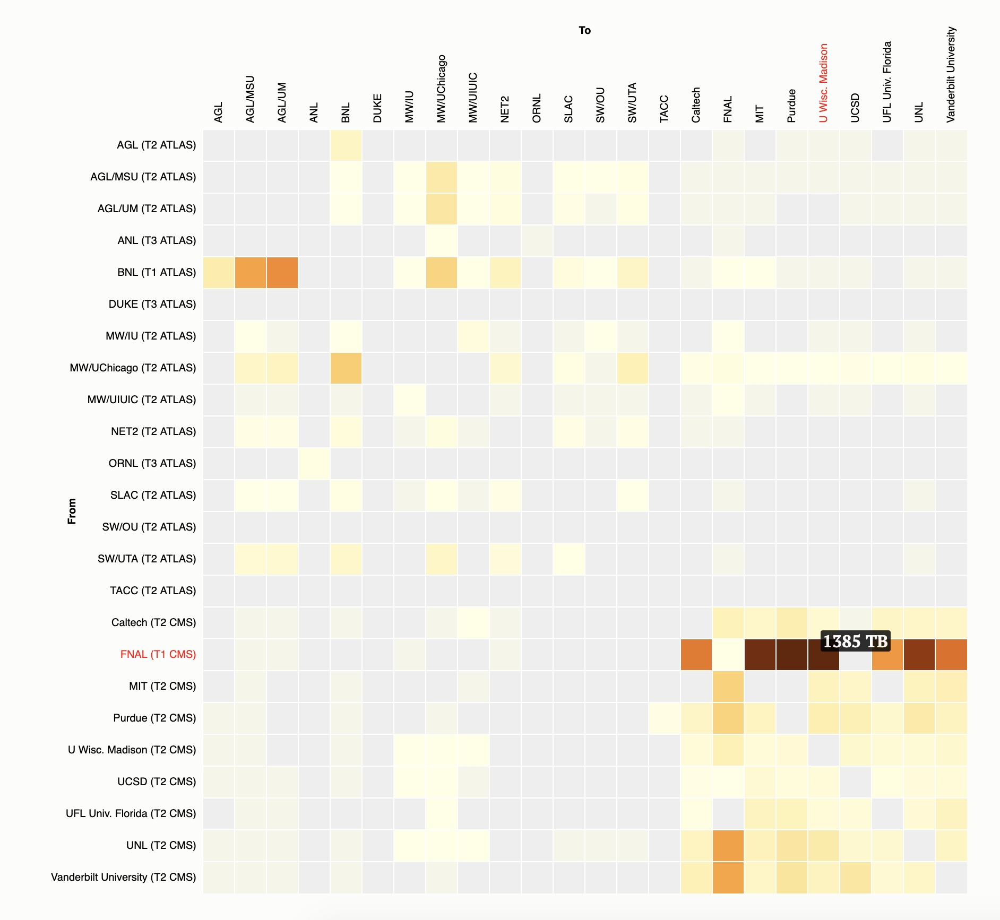 To
AGL
AGL/MSU
AGL/UM
ANL
BNL
DUKE
MW/IU
MW/UChicago
MW/UIUIC
NET2
ORNL
SLAC
SW/OU
SW/UTA
TACC
Caltech
FNAL
MIT
Purdue
U Wisc. Madison
UCSD
UFL Univ. Florida
UNL
Vanderbilt University
From
AGL (T2 ATLAS)
AGL/MSU (T2 ATLAS)
AGL/UM (T2 ATLAS)
ANL (T3 ATLAS)
BNL (T1 ATLAS)
DUKE (T3 ATLAS)
MW/IU (T2 ATLAS)
MW/UChicago (T2 ATLAS)
MW/UIUIC (T2 ATLAS)
NET2 (T2 ATLAS)
ORNL (T3 ATLAS)
SLAC (T2 ATLAS)
SW/OU (T2 ATLAS)
SW/UTA (T2 ATLAS)
TACC (T2 ATLAS)
Caltech (T2 CMS)
FNAL (T1 CMS)
1385 TB
MIT (T2 CMS)
Purdue (T2 CMS)
U Wisc. Madison (T2 CMS)
UCSD (T2 CMS)
UFL Univ. Florida (T2 CMS)
UNL (T2 CMS)
Vanderbilt University (T2 CMS)